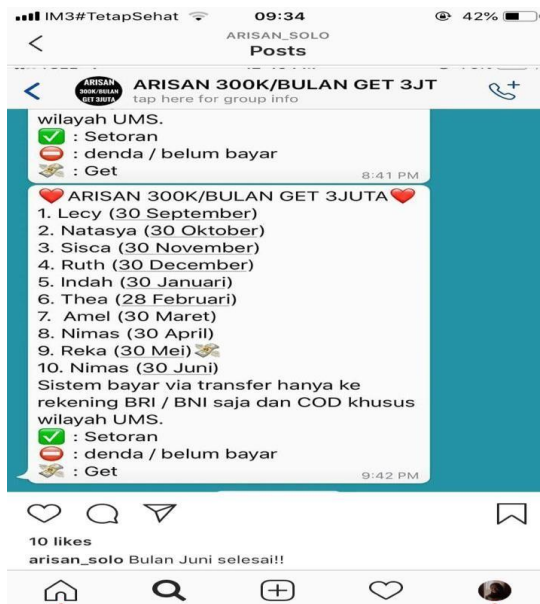 IM3#TetapSehat 09:34 42%
ARISAN_SOLO
Posts
ARISAN 300K/BULAN GET 3JUTA
ARISAN 300K/BULAN GET 3JT
tap here for group info
wilayah UMS.
✅ : Setoran
⛔ : denda / belum bayar
💸 : Get
8:41 PM
❤️ARISAN 300K/BULAN GET 3JUTA❤️
1. Lecy (30 September)
2. Natasya (30 Oktober)
3. Sisca (30 November)
4. Ruth (30 December)
5. Indah (30 Januari)
6. Thea (28 Februari)
7. Amel (30 Maret)
8. Nimas (30 April)
9. Reka (30 Mei)💸
10. Nimas (30 Juni)
Sistem bayar via transfer hanya ke
rekening BRI / BNI saja dan COD khusus
wilayah UMS.
✅ : Setoran
⛔ : denda / belum bayar
💸 : Get
9:42 PM
10 likes
arisan_solo Bulan Juni selesai!!